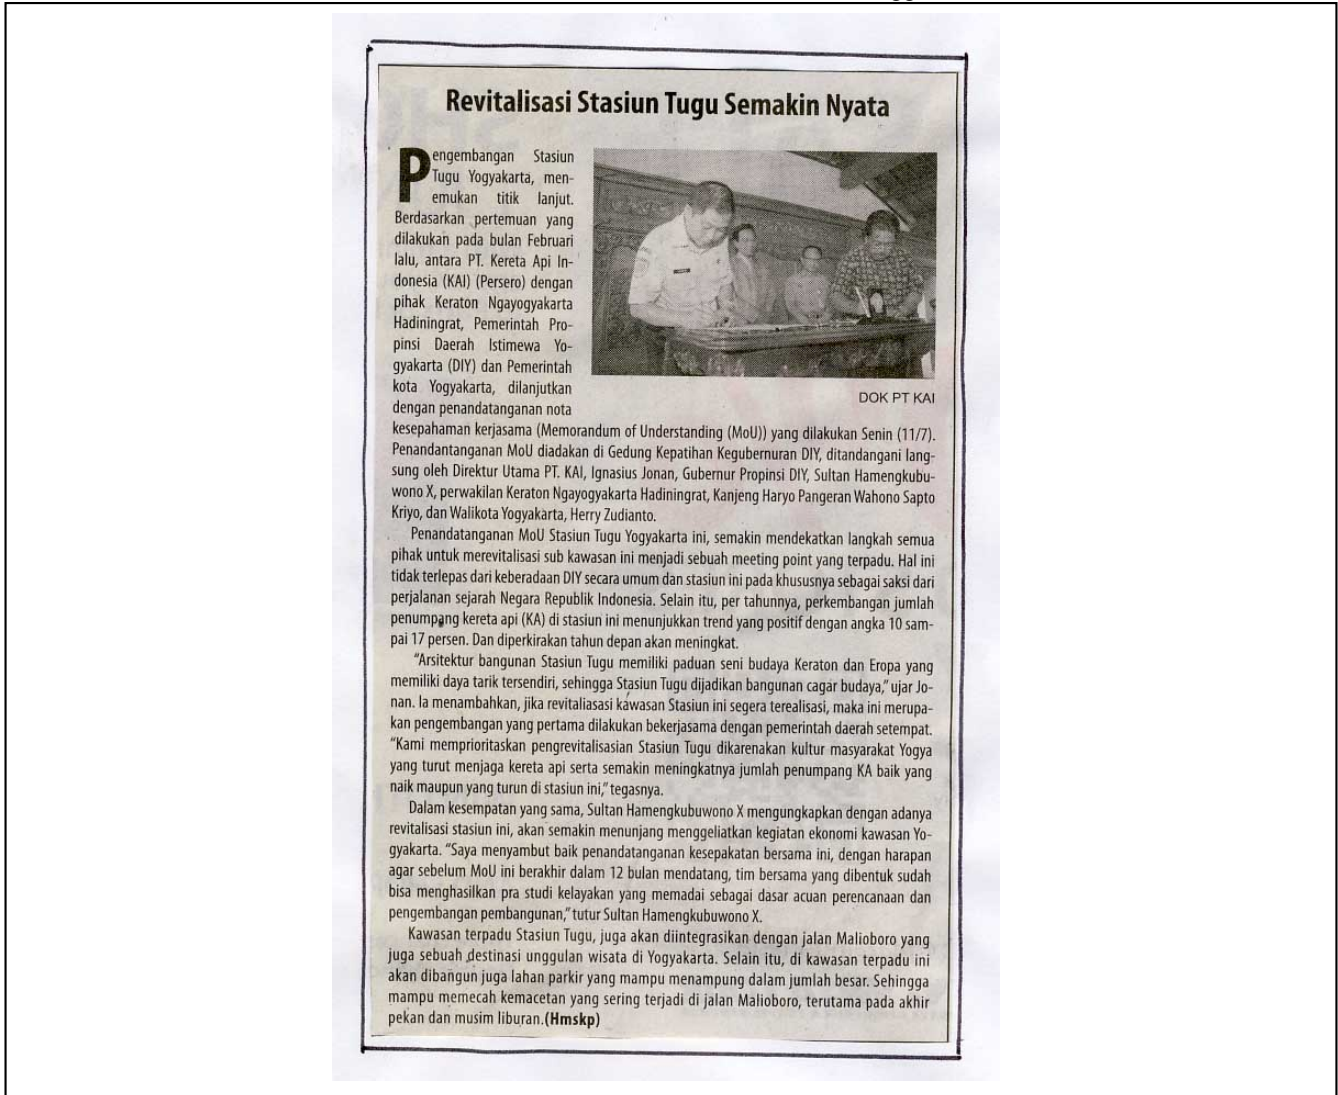 Revitalisasi Stasiun Tugu Semakin Nyata
Pengembangan Stasiun
Tugu Yogyakarta, men-
emukan titik lanjut.
Berdasarkan pertemuan yang
dilakukan pada bulan Februari
lalu, antara PT. Kereta Api In-
donesia (KAI) (Persero) dengan
pihak Keraton Ngayogyakarta
Hadiningrat, Pemerintah Pro-
pinsi Daerah Istimewa Yo-
gyakarta (DIY) dan Pemerintah
kota Yogyakarta, dilanjutkan
dengan penandatanganan nota
DOK PT KAI
kesepahaman kerjasama (Memorandum of Understanding (MoU)) yang dilakukan Senin (11/7).
Penandantanganan MoU diadakan di Gedung Kepatihan Kegubernuran DIY, ditandangani lang-
sung oleh Direktur Utama PT. KAI, Ignasius Jonan, Gubernur Propinsi DIY, Sultan Hamengkubu-
wono X, perwakilan Keraton Ngayogyakarta Hadiningrat, Kanjeng Haryo Pangeran Wahono Sapto
Kriyo, dan Walikota Yogyakarta, Herry Zudianto.
Penandatanganan MoU Stasiun Tugu Yogyakarta ini, semakin mendekatkan langkah semua
pihak untuk merevitalisasi sub kawasan ini menjadi sebuah meeting point yang terpadu. Hal ini
tidak terlepas dari keberadaan DIY secara umum dan stasiun ini pada khususnya sebagai saksi dari
perjalanan sejarah Negara Republik Indonesia. Selain itu, per tahunnya, perkembangan jumlah
penumpang kereta api (KA) di stasiun ini menunjukkan trend yang positif dengan angka 10 sam-
pai 17 persen. Dan diperkirakan tahun depan akan meningkat.
"Arsitektur bangunan Stasiun Tugu memiliki paduan seni budaya Keraton dan Eropa yang
memiliki daya tarik tersendiri, sehingga Stasiun Tugu dijadikan bangunan cagar budaya," ujar Jo-
nan. Ia menambahkan, jika revitaliasasi kawasan Stasiun ini segera terealisasi, maka ini merupa-
kan pengembangan yang pertama dilakukan bekerjasama dengan pemerintah daerah setempat.
"Kami memprioritaskan pengrevitalisasian Stasiun Tugu dikarenakan kultur masyarakat Yogya
yang turut menjaga kereta api serta semakin meningkatnya jumlah penumpang KA baik yang
naik maupun yang turun di stasiun ini," tegasnya.
Dalam kesempatan yang sama, Sultan Hamengkubuwono X mengungkapkan dengan adanya
revitalisasi stasiun ini, akan semakin menunjang menggeliatkan kegiatan ekonomi kawasan Yo-
gyakarta. "Saya menyambut baik penandatanganan kesepakatan bersama ini, dengan harapan
agar sebelum MoU ini berakhir dalam 12 bulan mendatang, tim bersama yang dibentuk sudah
bisa menghasilkan pra studi kelayakan yang memadai sebagai dasar acuan perencanaan dan
pengembangan pembangunan," tutur Sultan Hamengkubuwono X.
Kawasan terpadu Stasiun Tugu, juga akan diintegrasikan dengan jalan Malioboro yang
juga sebuah destinasi unggulan wisata di Yogyakarta. Selain itu, di kawasan terpadu ini
akan dibangun juga lahan parkir yang mampu menampung dalam jumlah besar. Sehingga
mampu memecah kemacetan yang sering terjadi di jalan Malioboro, terutama pada akhir
pekan dan musim liburan.(Hmskp)